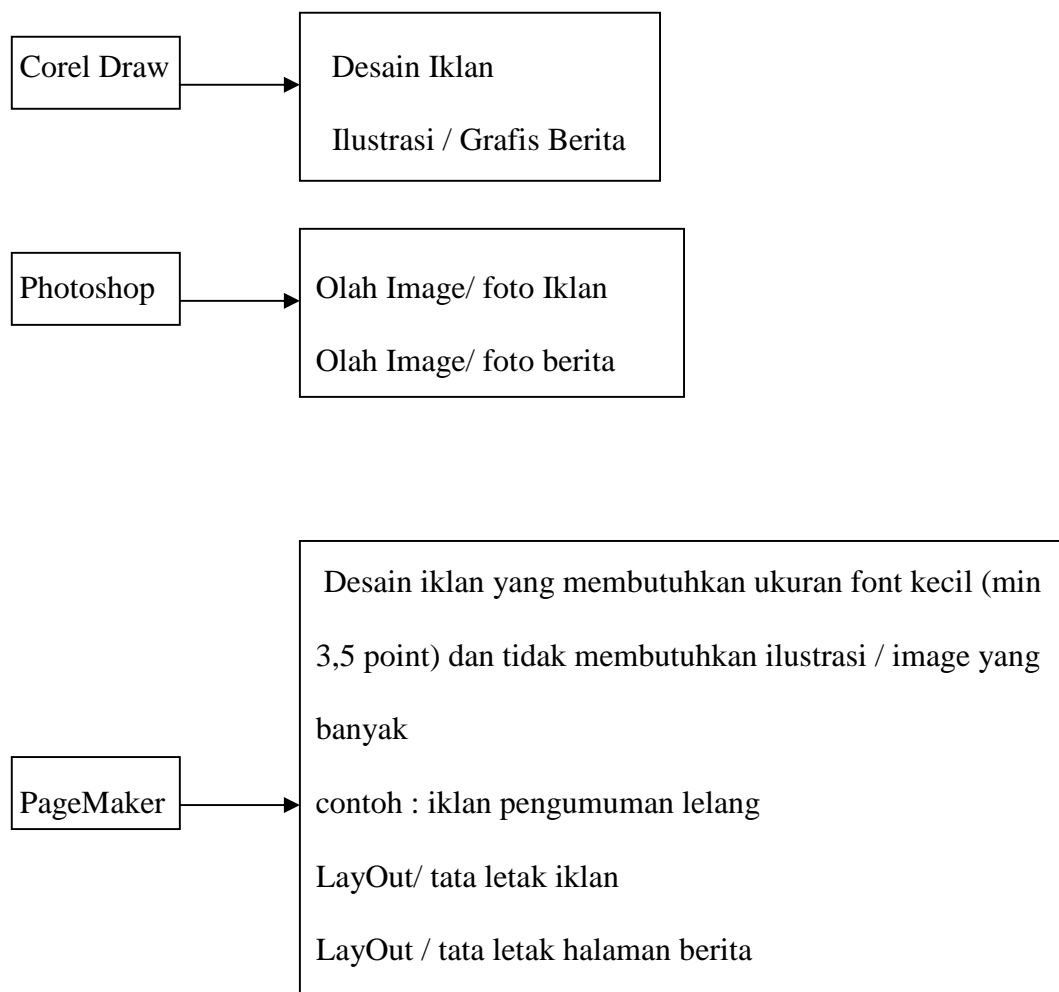 Corel Draw
Desain Iklan
Ilustrasi / Grafis Berita
Photoshop
Olah Image/ foto Iklan
Olah Image/ foto berita
PageMaker
Desain iklan yang membutuhkan ukuran font kecil (min
3,5 point) dan tidak membutuhkan ilustrasi / image yang
banyak
contoh : iklan pengumuman lelang
LayOut/ tata letak iklan
LayOut / tata letak halaman berita